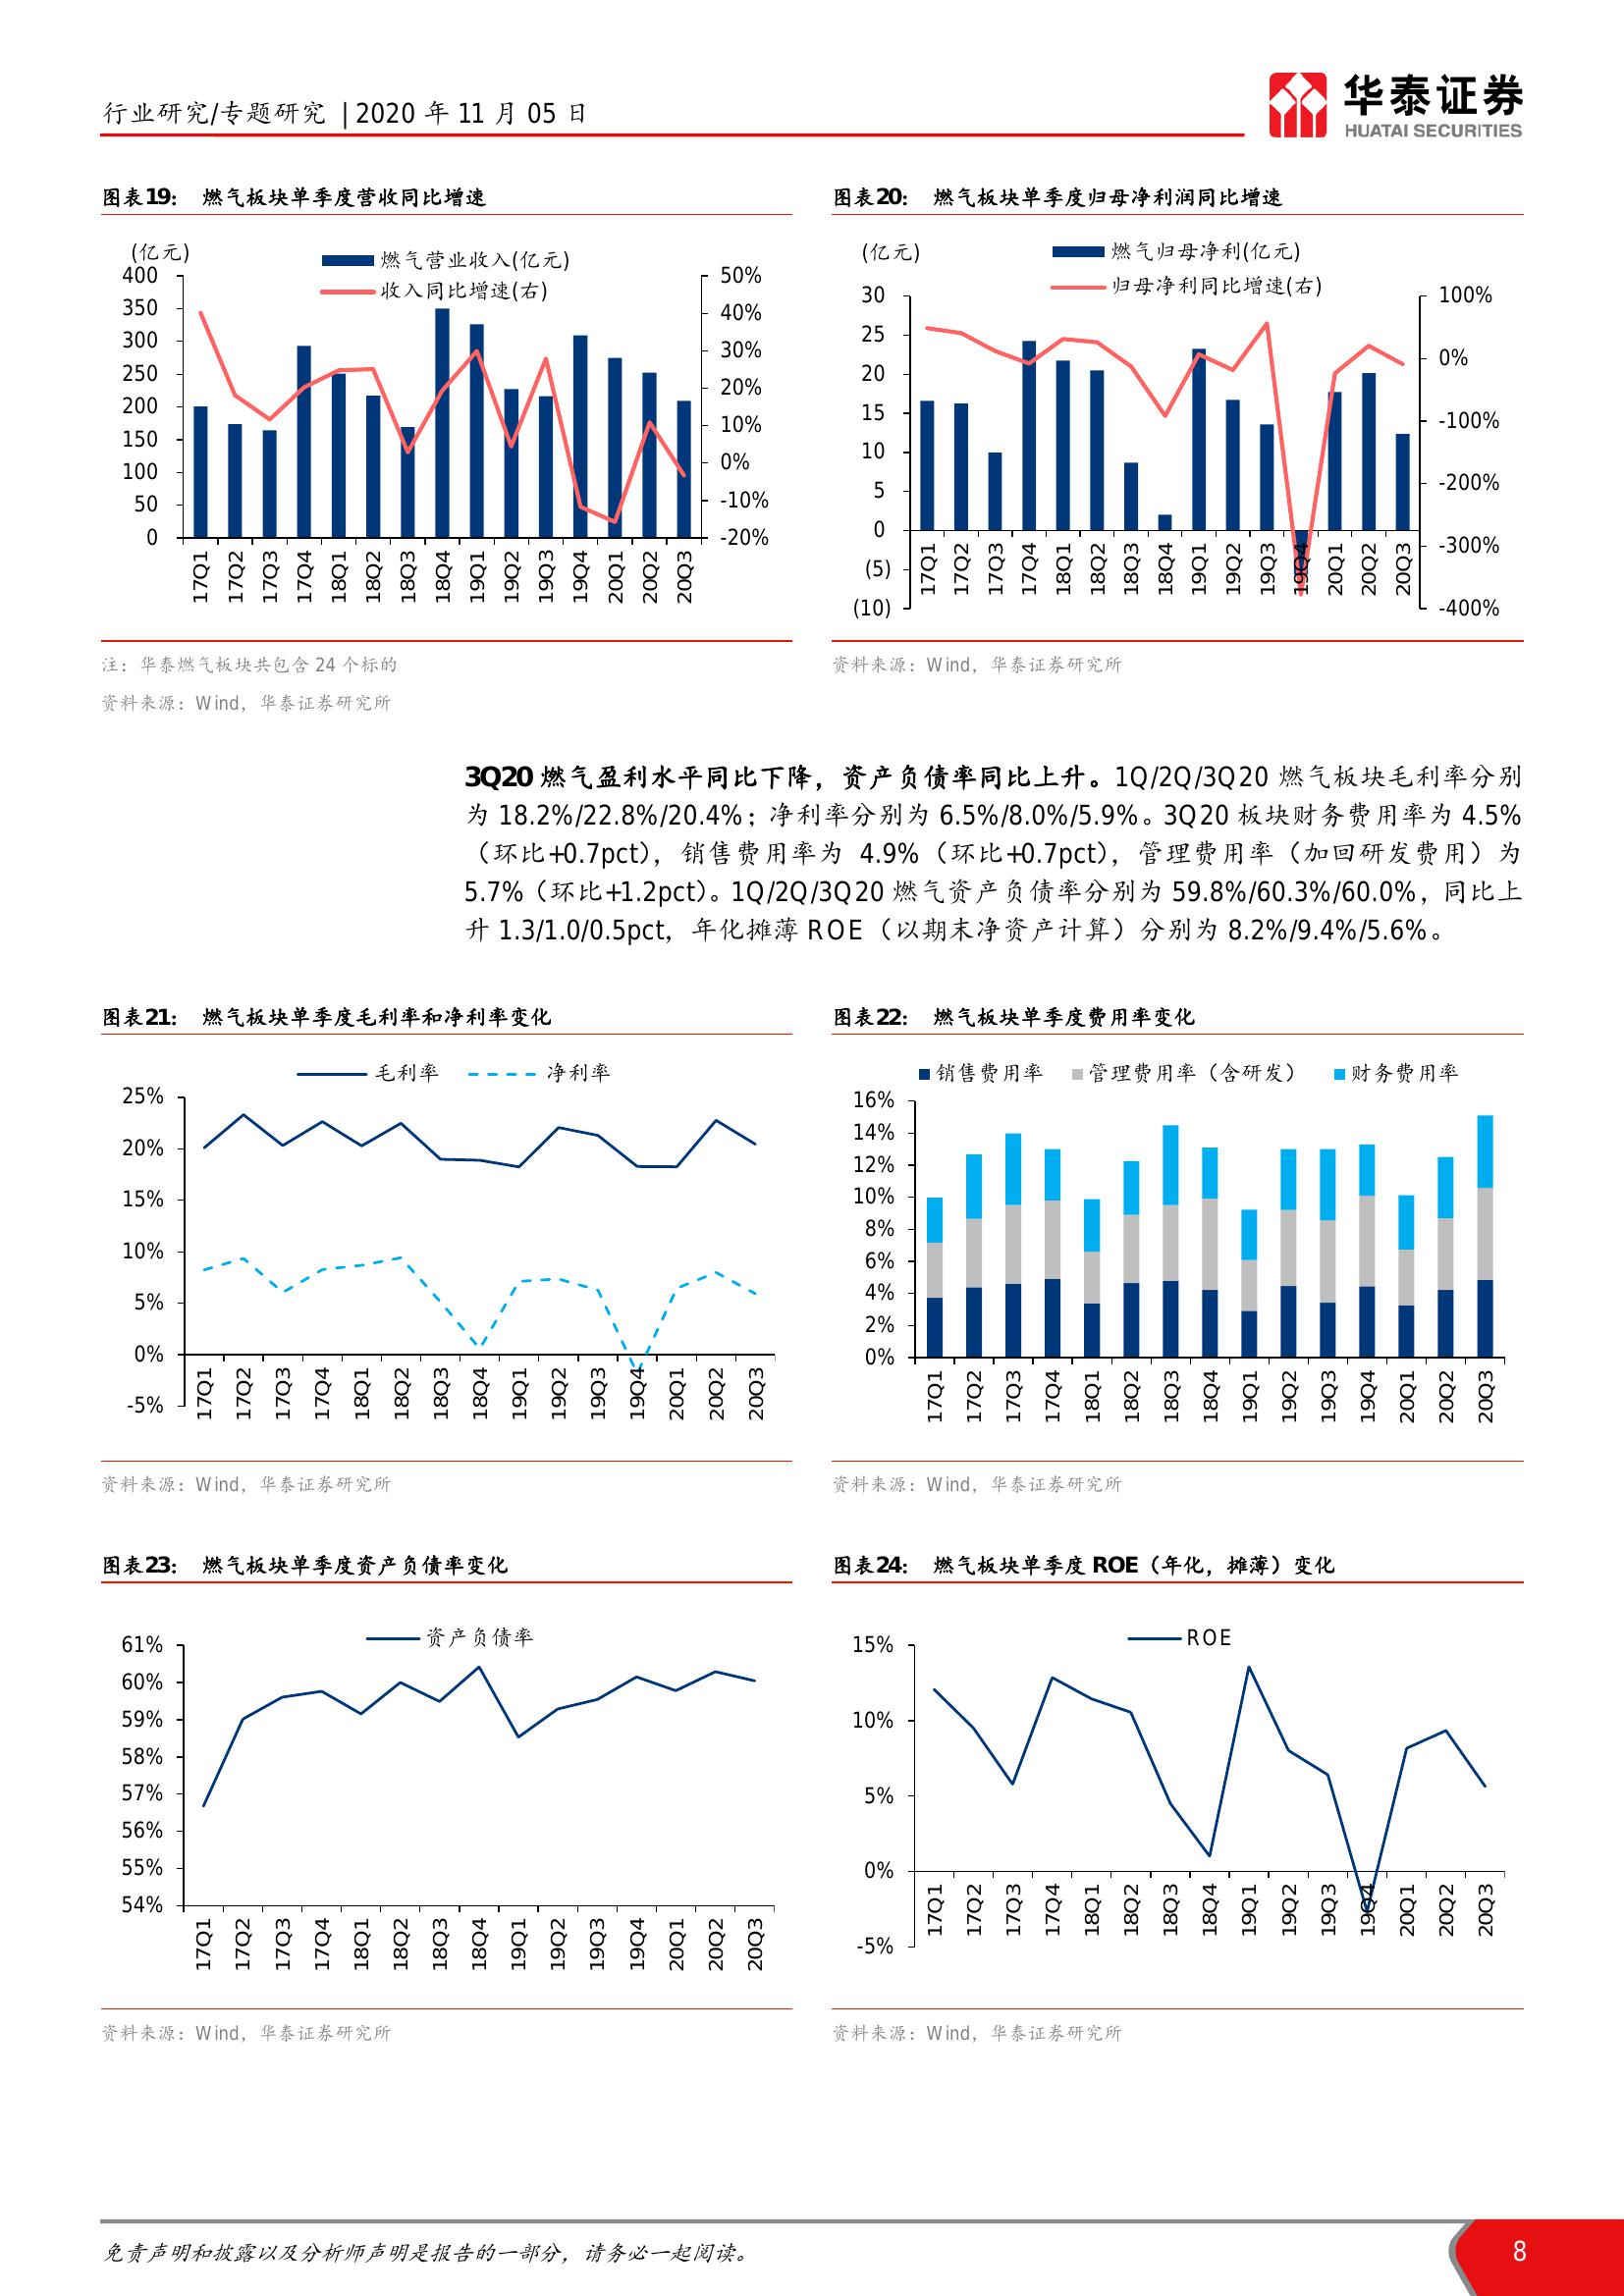 行业研究/专题研究 | 2020 年 11 月 05 日
华泰证券
HUATAI SECURITIES
图表19： 燃气板块单季度营收同比增速
(亿元)
燃气营业收入(亿元)
收入同比增速(右)
400
350
300
250
200
150
100
50
0
50%
40%
30%
20%
10%
0%
-10%
-20%
17Q1 17Q2 17Q3 17Q4 18Q1 18Q2 18Q3 18Q4 19Q1 19Q2 19Q3 19Q4 20Q1 20Q2 20Q3
注：华泰燃气板块共包含 24 个标的
资料来源：Wind，华泰证券研究所
图表20： 燃气板块单季度归母净利润同比增速
(亿元)
燃气归母净利(亿元)
归母净利同比增速(右)
30
25
20
15
10
5
0
(5)
(10)
100%
0%
-100%
-200%
-300%
-400%
17Q1 17Q2 17Q3 17Q4 18Q1 18Q2 18Q3 18Q4 19Q1 19Q2 19Q3 19Q4 20Q1 20Q2 20Q3
资料来源：Wind，华泰证券研究所
3Q20 燃气盈利水平同比下降，资产负债率同比上升。1Q/2Q/3Q20 燃气板块毛利率分别
为 18.2%/22.8%/20.4%；净利率分别为 6.5%/8.0%/5.9%。3Q20 板块财务费用率为 4.5%
（环比+0.7pct），销售费用率为 4.9%（环比+0.7pct），管理费用率（加回研发费用）为
5.7%（环比+1.2pct）。1Q/2Q/3Q20 燃气资产负债率分别为 59.8%/60.3%/60.0%，同比上
升 1.3/1.0/0.5pct，年化摊薄 ROE（以期末净资产计算）分别为 8.2%/9.4%/5.6%。
图表21： 燃气板块单季度毛利率和净利率变化
毛利率 净利率
25%
20%
15%
10%
5%
0%
-5%
17Q1 17Q2 17Q3 17Q4 18Q1 18Q2 18Q3 18Q4 19Q1 19Q2 19Q3 19Q4 20Q1 20Q2 20Q3
资料来源：Wind，华泰证券研究所
图表22： 燃气板块单季度费用率变化
销售费用率 管理费用率（含研发） 财务费用率
16%
14%
12%
10%
8%
6%
4%
2%
0%
17Q1 17Q2 17Q3 17Q4 18Q1 18Q2 18Q3 18Q4 19Q1 19Q2 19Q3 19Q4 20Q1 20Q2 20Q3
资料来源：Wind，华泰证券研究所
图表23： 燃气板块单季度资产负债率变化
资产负债率
61%
60%
59%
58%
57%
56%
55%
54%
17Q1 17Q2 17Q3 17Q4 18Q1 18Q2 18Q3 18Q4 19Q1 19Q2 19Q3 19Q4 20Q1 20Q2 20Q3
资料来源：Wind，华泰证券研究所
图表24： 燃气板块单季度 ROE（年化，摊薄）变化
ROE
15%
10%
5%
0%
-5%
17Q1 17Q2 17Q3 17Q4 18Q1 18Q2 18Q3 18Q4 19Q1 19Q2 19Q3 19Q4 20Q1 20Q2 20Q3
资料来源：Wind，华泰证券研究所
免责声明和披露以及分析师声明是报告的一部分，请务必一起阅读。
8